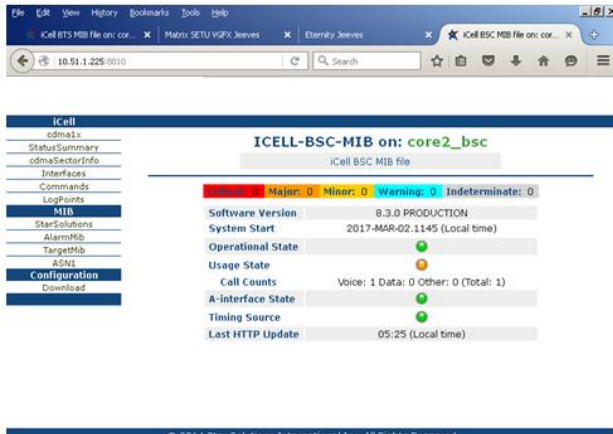 File Edit View History Bookmarks Tools Help
iCell BTS MIB file on: cor... Matrix SETU VGFX Jeeves Eternity Jeeves iCell BSC MIB file on: cor...
10.51.1.225:8010 Search
iCell
cdma1x
StatusSummary
cdmaSectorInfo
Interfaces
Commands
LogPoints
MIB
StarSolutions
AlarmMib
TargetMib
ASN1
Configuration
Download
ICELL-BSC-MIB on: core2_bsc
iCell BSC MIB file
Critical: 0 Major: 0 Minor: 0 Warning: 0 Indeterminate: 0
Software Version 8.3.0 PRODUCTION
System Start 2017-MAR-02.1145 (Local time)
Operational State
Usage State
Call Counts Voice: 1 Data: 0 Other: 0 (Total: 1)
A-interface State
Timing Source
Last HTTP Update 05:25 (Local time)